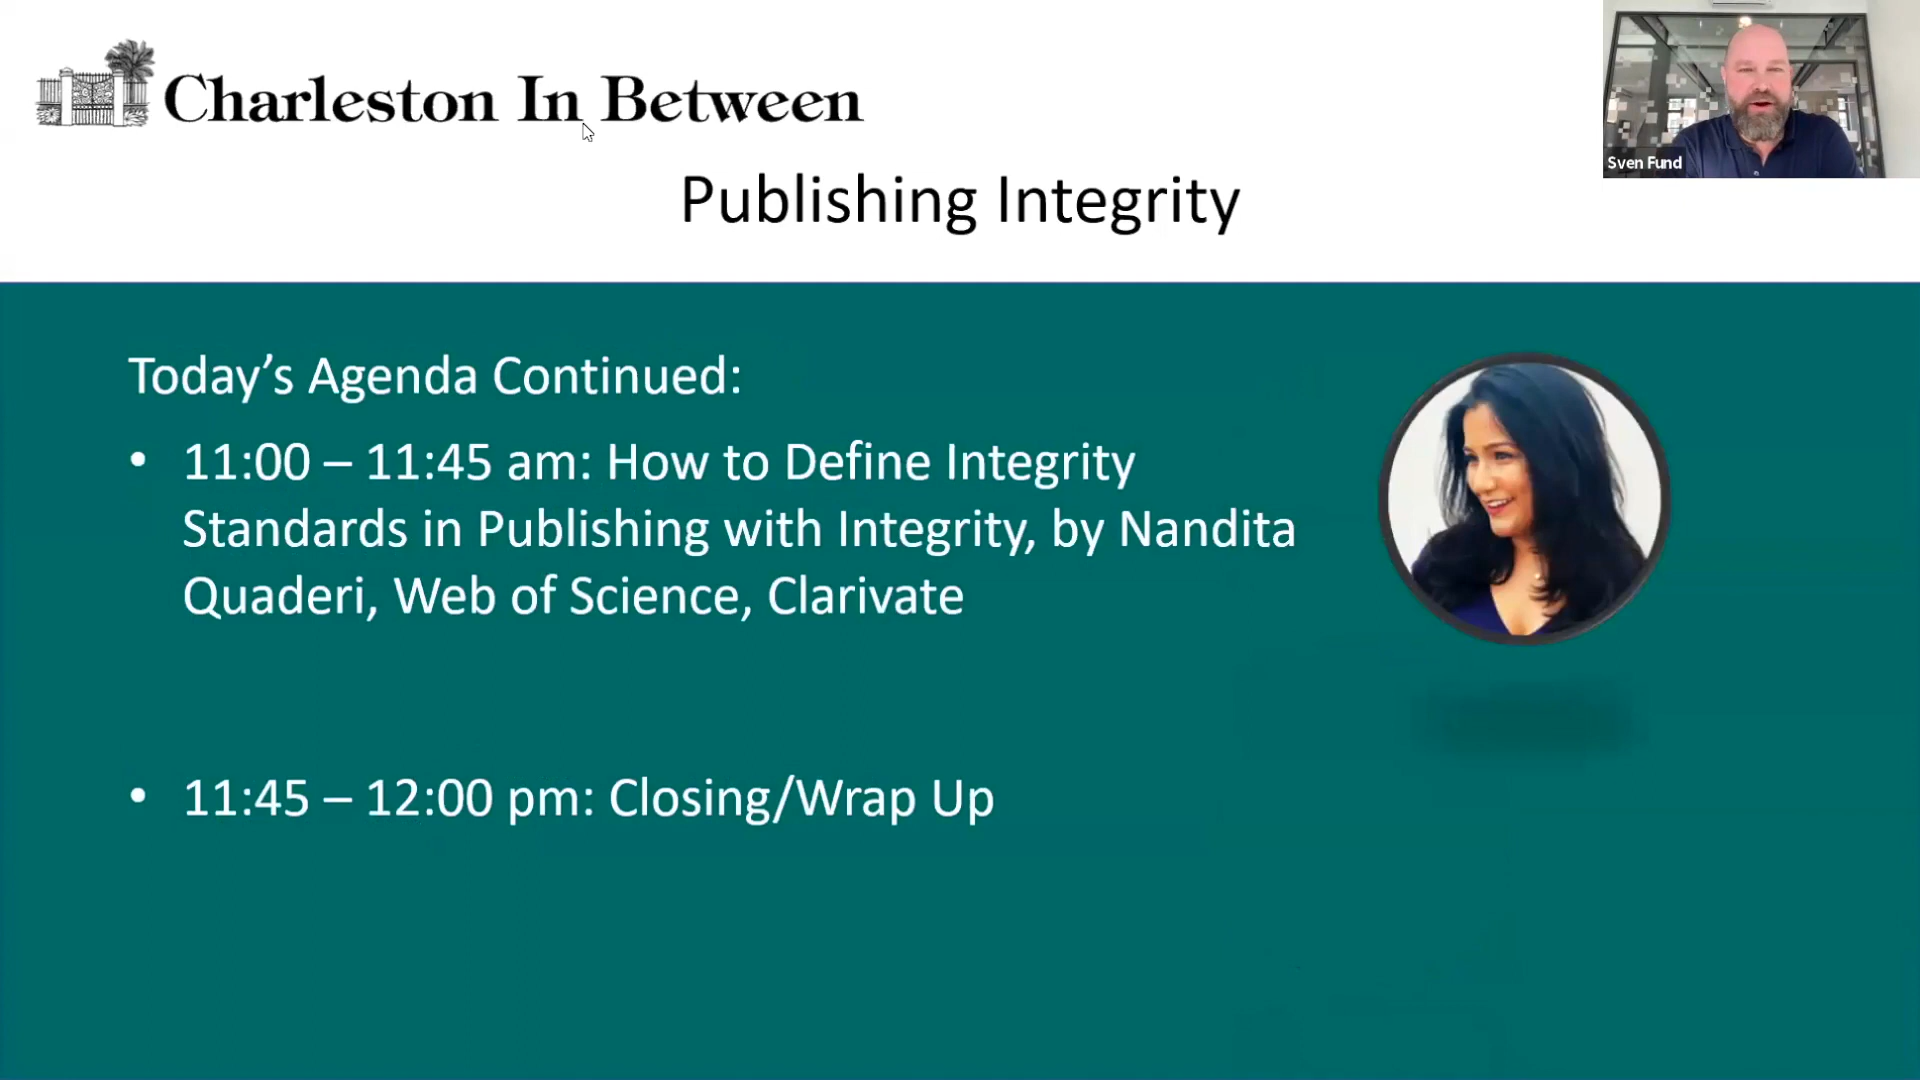 Charleston In Between
Sven Fund
Publishing Integrity
Today’s Agenda Continued:
• 11:00 – 11:45 am: How to Define Integrity
Standards in Publishing with Integrity, by Nandita
Quaderi, Web of Science, Clarivate
• 11:45 – 12:00 pm: Closing/Wrap Up